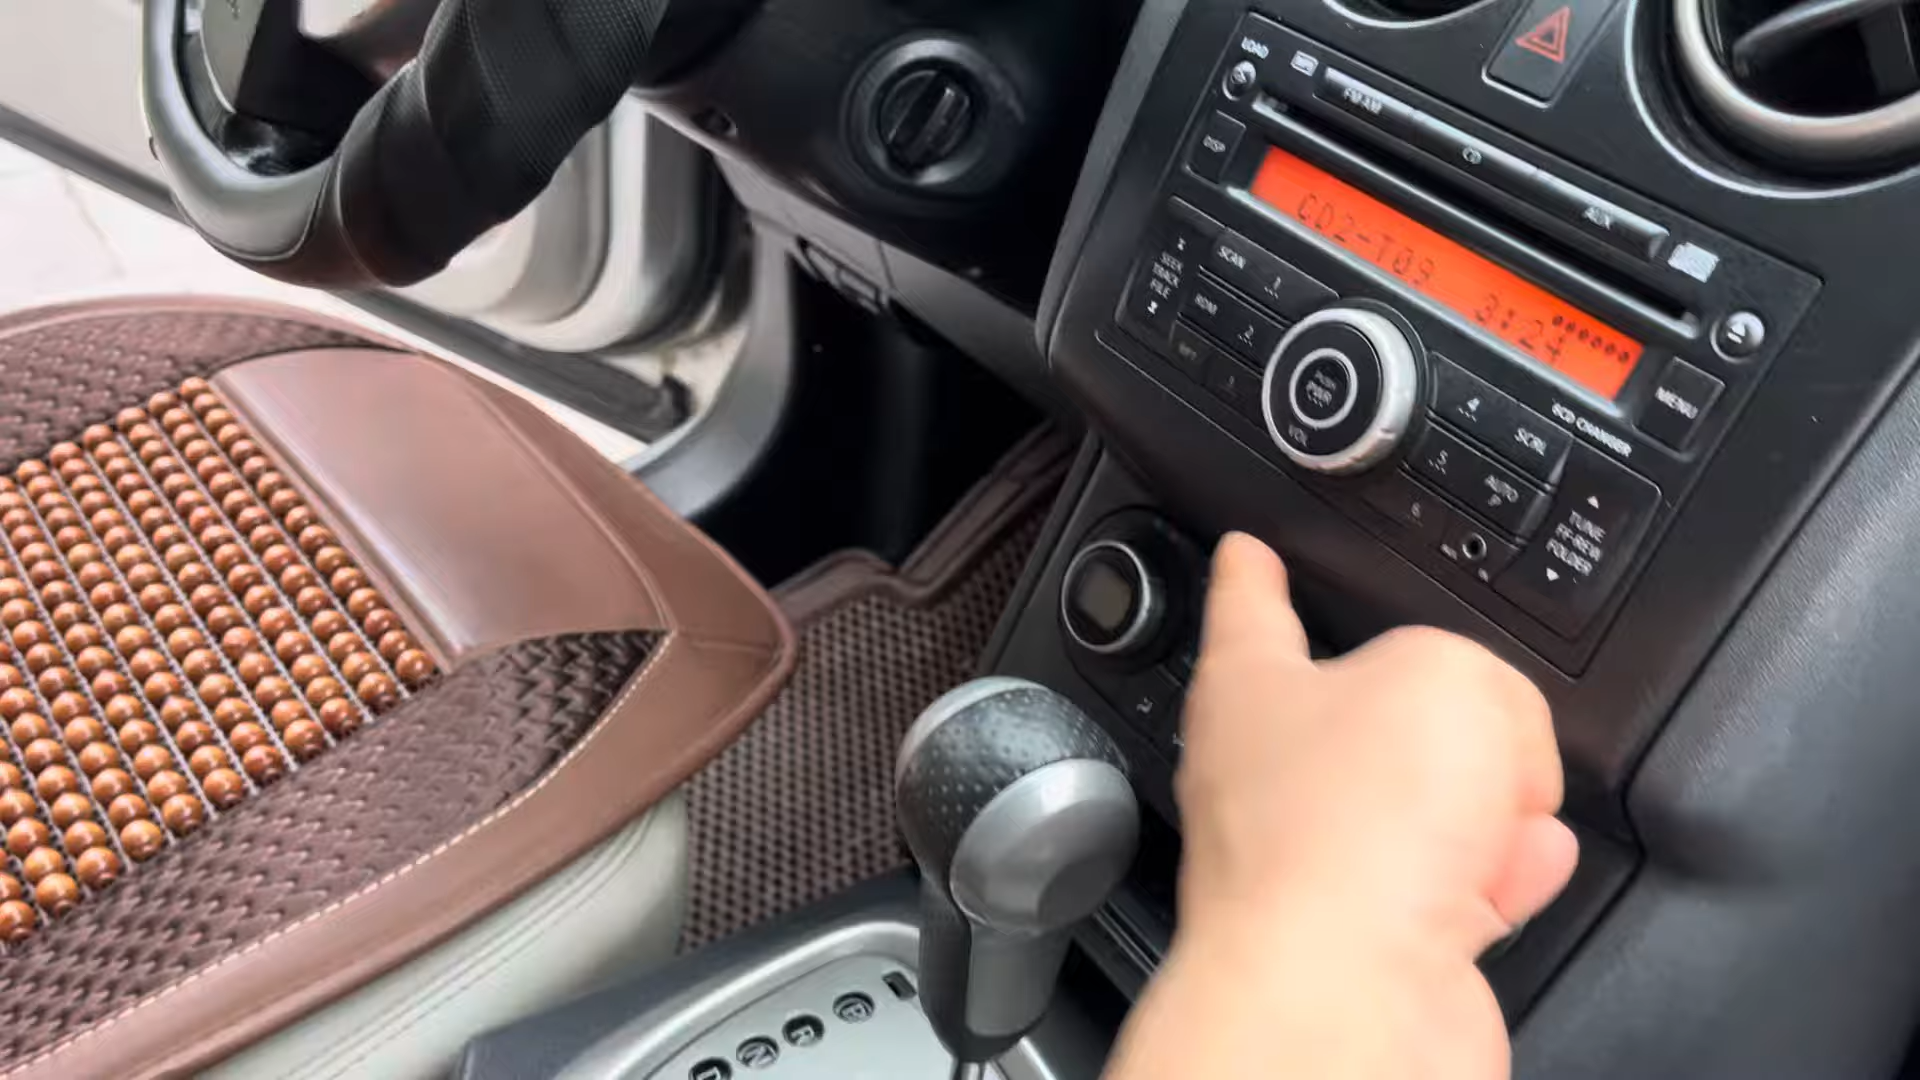 LOAD
FM·AM
CD
AUX
DISP
CD2-T09 3:24
SEEK
TRACK
FILE
SCAN 1
RDM 2
RPT 3
PUSH
PWR
VOL
4 SCRL
5 AUTO
P
6
6CD CHANGER
MENU
TUNE
FF·REW
FOLDER
P
R
N
D